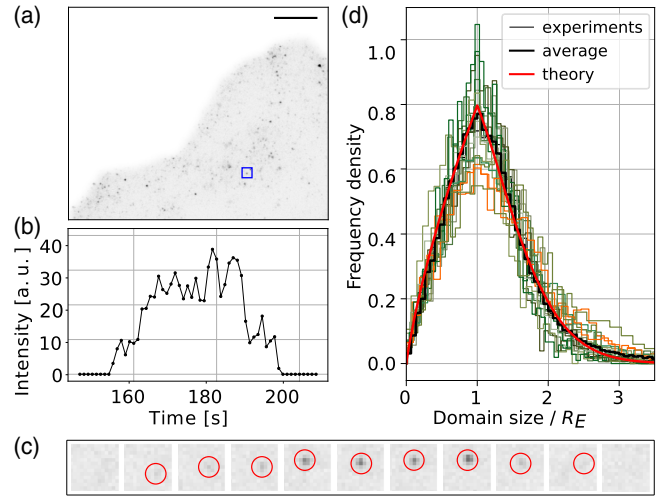 (a)
(b)
Intensity [a. u.]
40
30
20
10
0
160
180
200
220
Time [s]
(c)
(d)
experiments
average
theory
Frequency density
1.0
0.8
0.6
0.4
0.2
0.0
0
1
2
3
Domain size / R_E